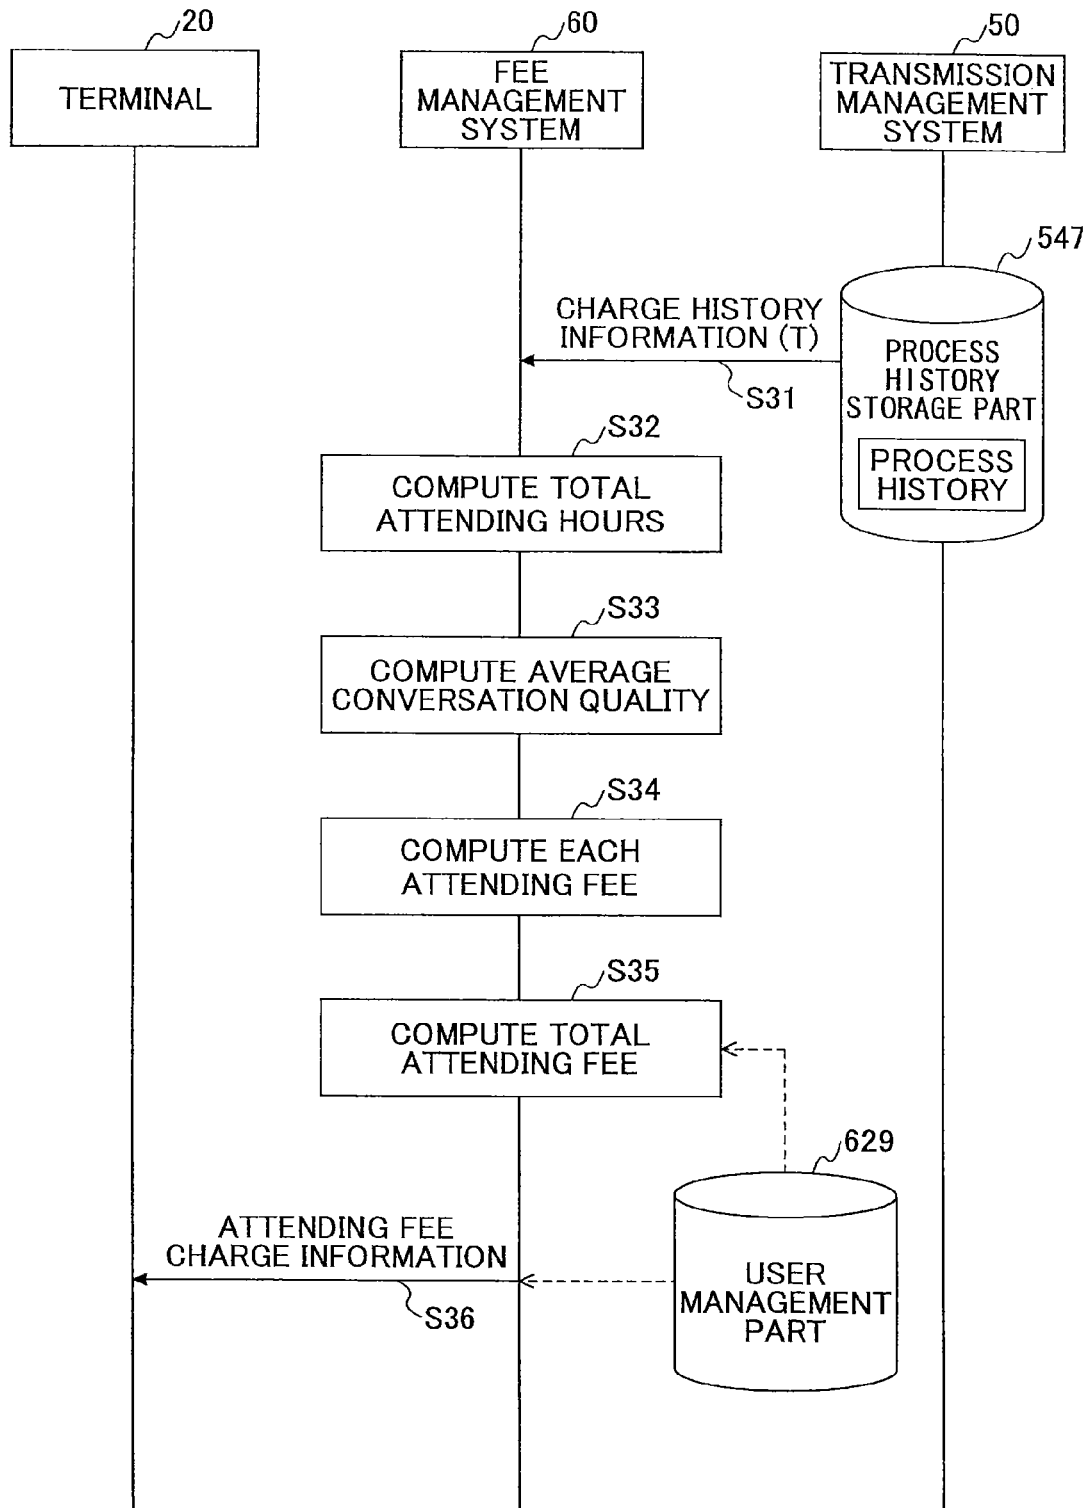 20
60
50
TERMINAL
FEE
MANAGEMENT
SYSTEM
TRANSMISSION
MANAGEMENT
SYSTEM
547
CHARGE HISTORY
INFORMATION (T)
S31
PROCESS
HISTORY
STORAGE PART
PROCESS
HISTORY
S32
COMPUTE TOTAL
ATTENDING HOURS
S33
COMPUTE AVERAGE
CONVERSATION QUALITY
S34
COMPUTE EACH
ATTENDING FEE
S35
COMPUTE TOTAL
ATTENDING FEE
629
ATTENDING FEE
CHARGE INFORMATION
S36
USER
MANAGEMENT
PART